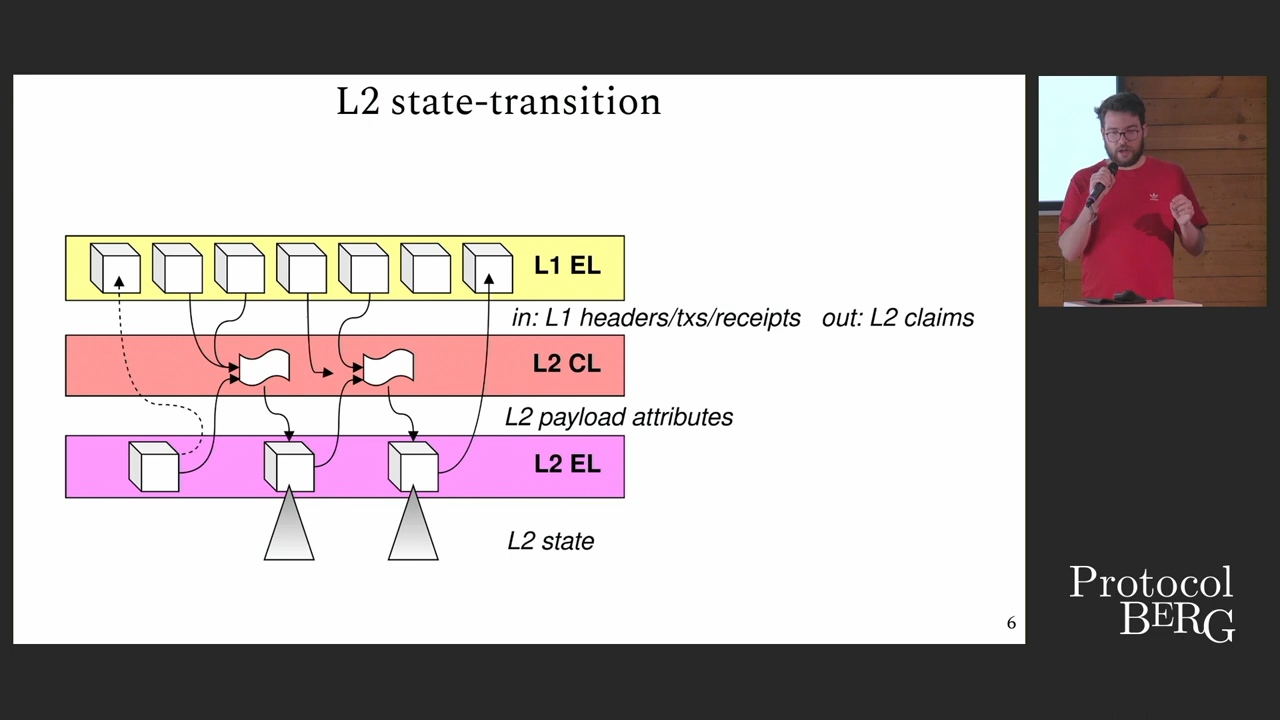 L2 state-transition
L1 EL
in: L1 headers/txs/receipts out: L2 claims
L2 CL
L2 payload attributes
L2 EL
L2 state
6
Protocol
BERG